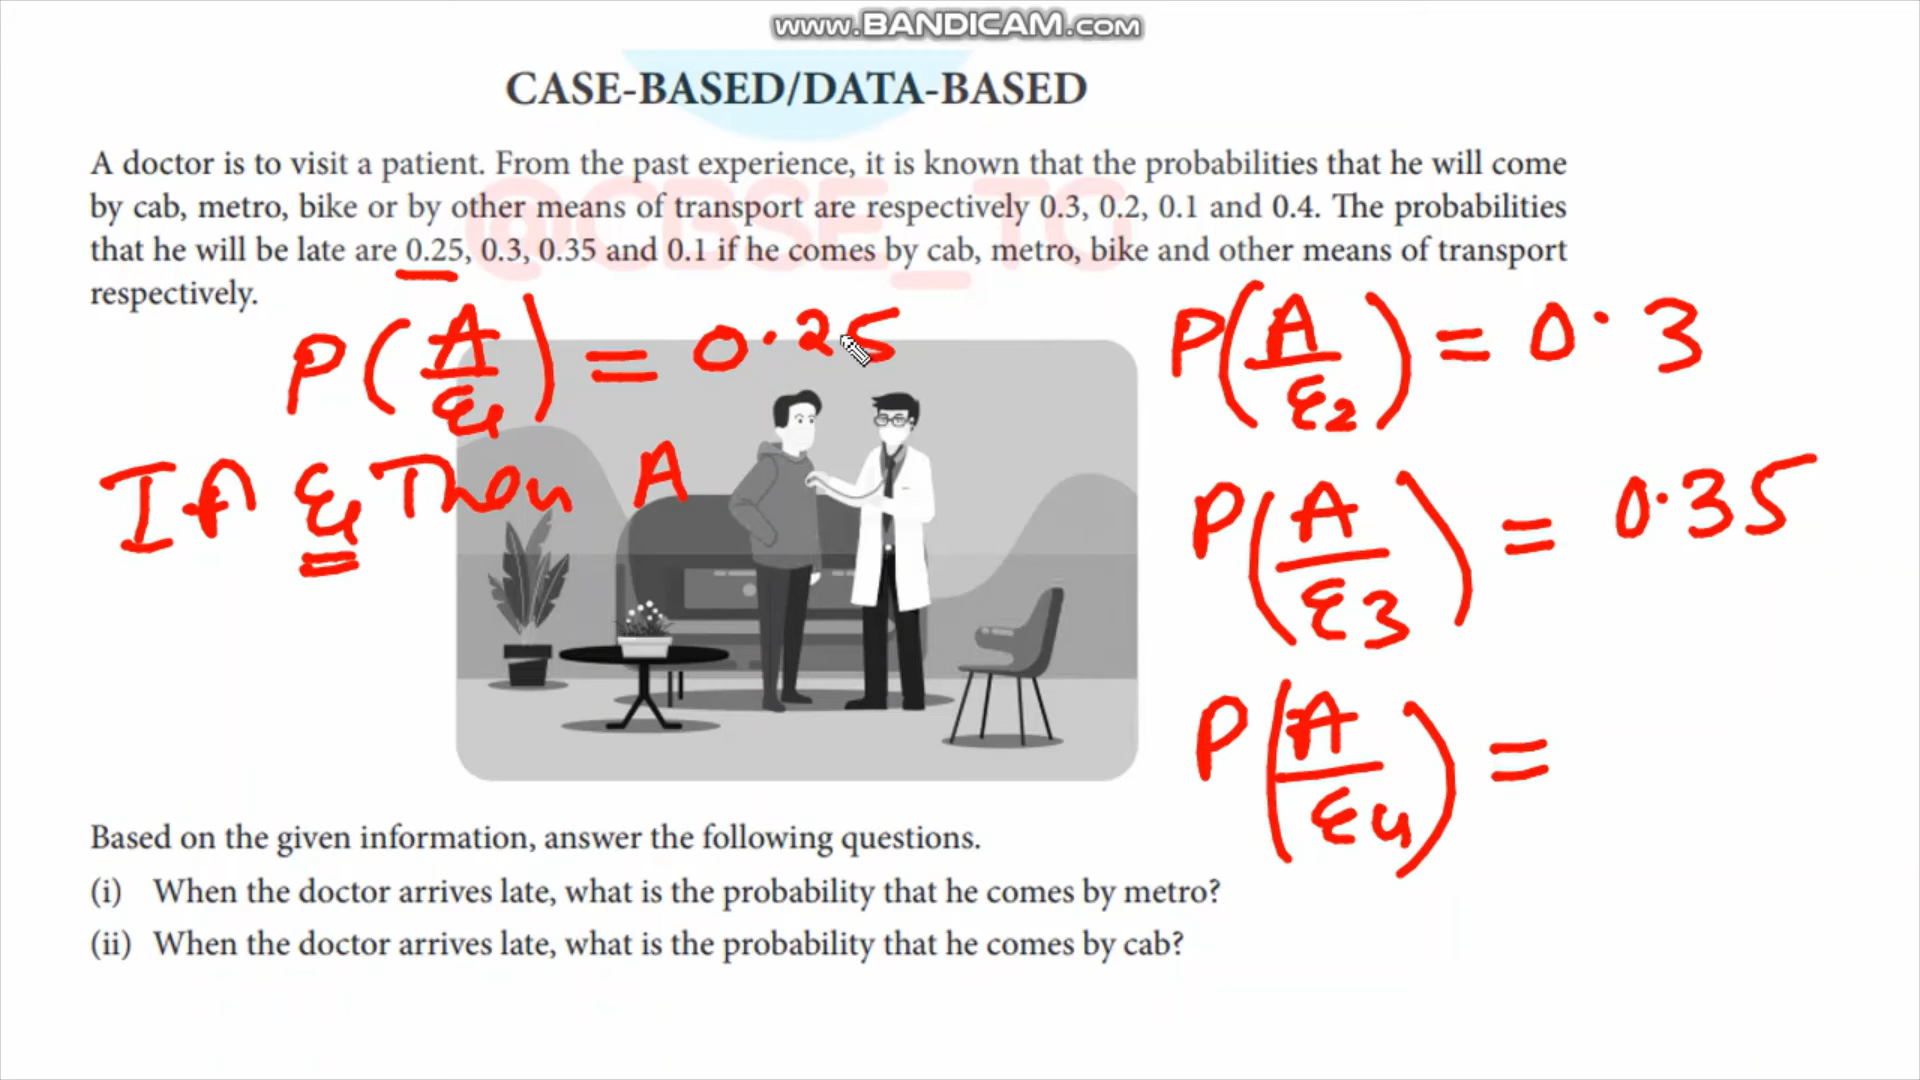 www.BANDICAM.com
CASE-BASED/DATA-BASED
A doctor is to visit a patient. From the past experience, it is known that the probabilities that he will come
by cab, metro, bike or by other means of transport are respectively 0.3, 0.2, 0.1 and 0.4. The probabilities
that he will be late are 0.25, 0.3, 0.35 and 0.1 if he comes by cab, metro, bike and other means of transport
respectively.
@CBSE_TG
P(A/E1) = 0.25
If E1 Then A
P(A/E2) = 0.3
P(A/E3) = 0.35
P(A/E4) =
Based on the given information, answer the following questions.
(i) When the doctor arrives late, what is the probability that he comes by metro?
(ii) When the doctor arrives late, what is the probability that he comes by cab?